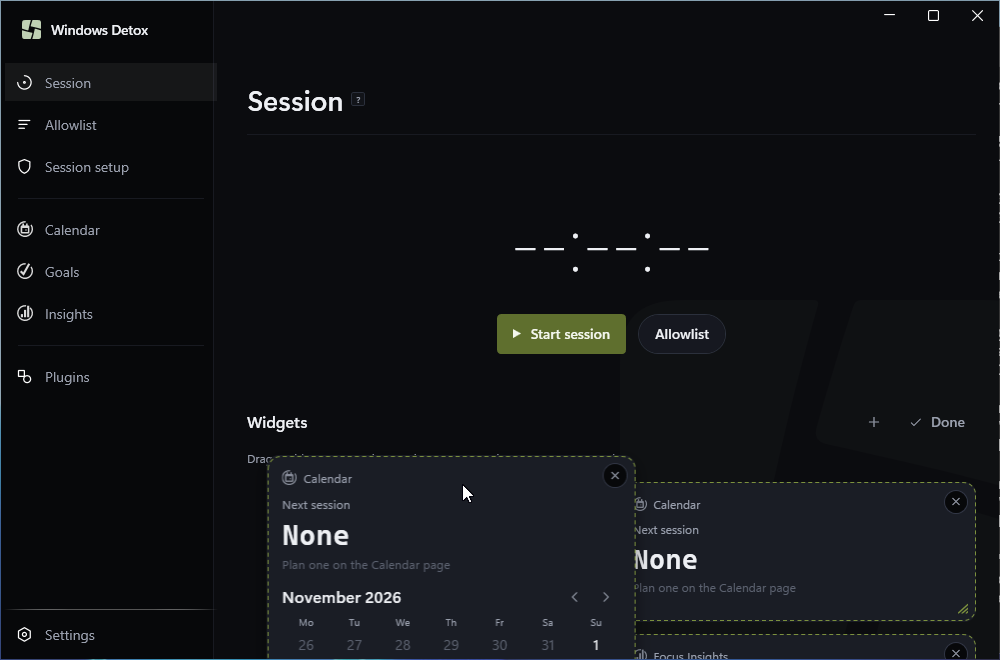 Windows Detox
Session
Allowlist
Session setup
Calendar
Goals
Insights
Plugins
Settings
Session ?
--:--:--
Start session
Allowlist
Widgets
Done
Calendar
Next session
None
Plan one on the Calendar page
November 2026
Mo Tu We Th Fr Sa Su
26 27 28 29 30 31 1
Calendar
Next session
None
Plan one on the Calendar page
Focus Insights